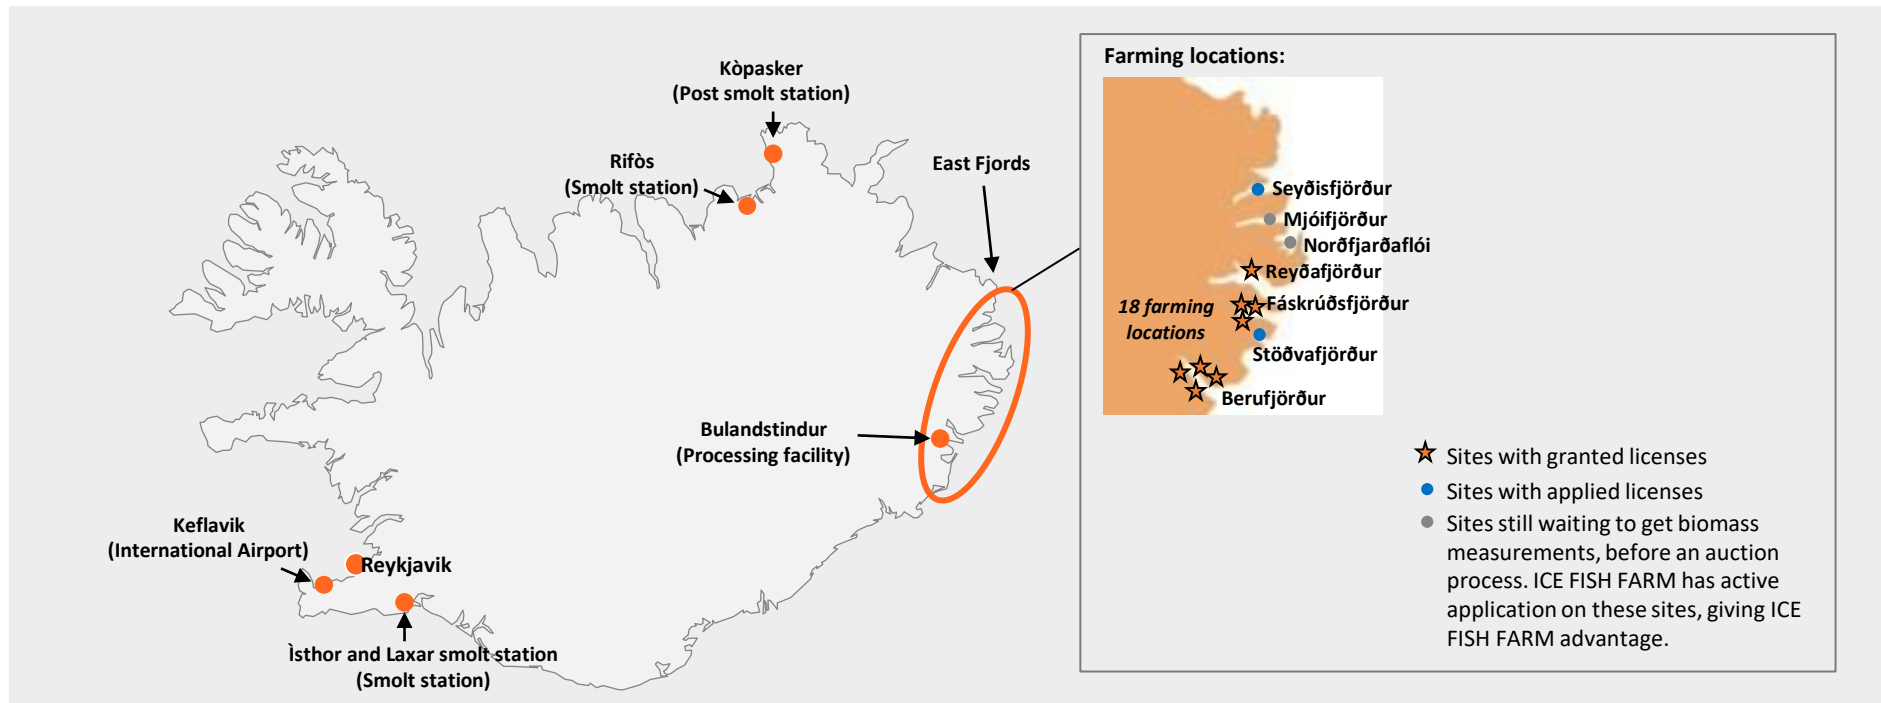 Kòpasker
(Post smolt station)
Rifòs
(Smolt station)
East Fjords
Bulandstindur
(Processing facility)
Keflavik
(International Airport)
Reykjavik
Ìsthor and Laxar smolt station
(Smolt station)
Farming locations:
Seyðisfjörður
Mjóifjörður
Norðfjarðaflói
Reyðafjörður
Fáskrúðsfjörður
18 farming
locations
Stöðvafjörður
Berufjörður
Sites with granted licenses
Sites with applied licenses
Sites still waiting to get biomass
measurements, before an auction
process. ICE FISH FARM has active
application on these sites, giving ICE
FISH FARM advantage.